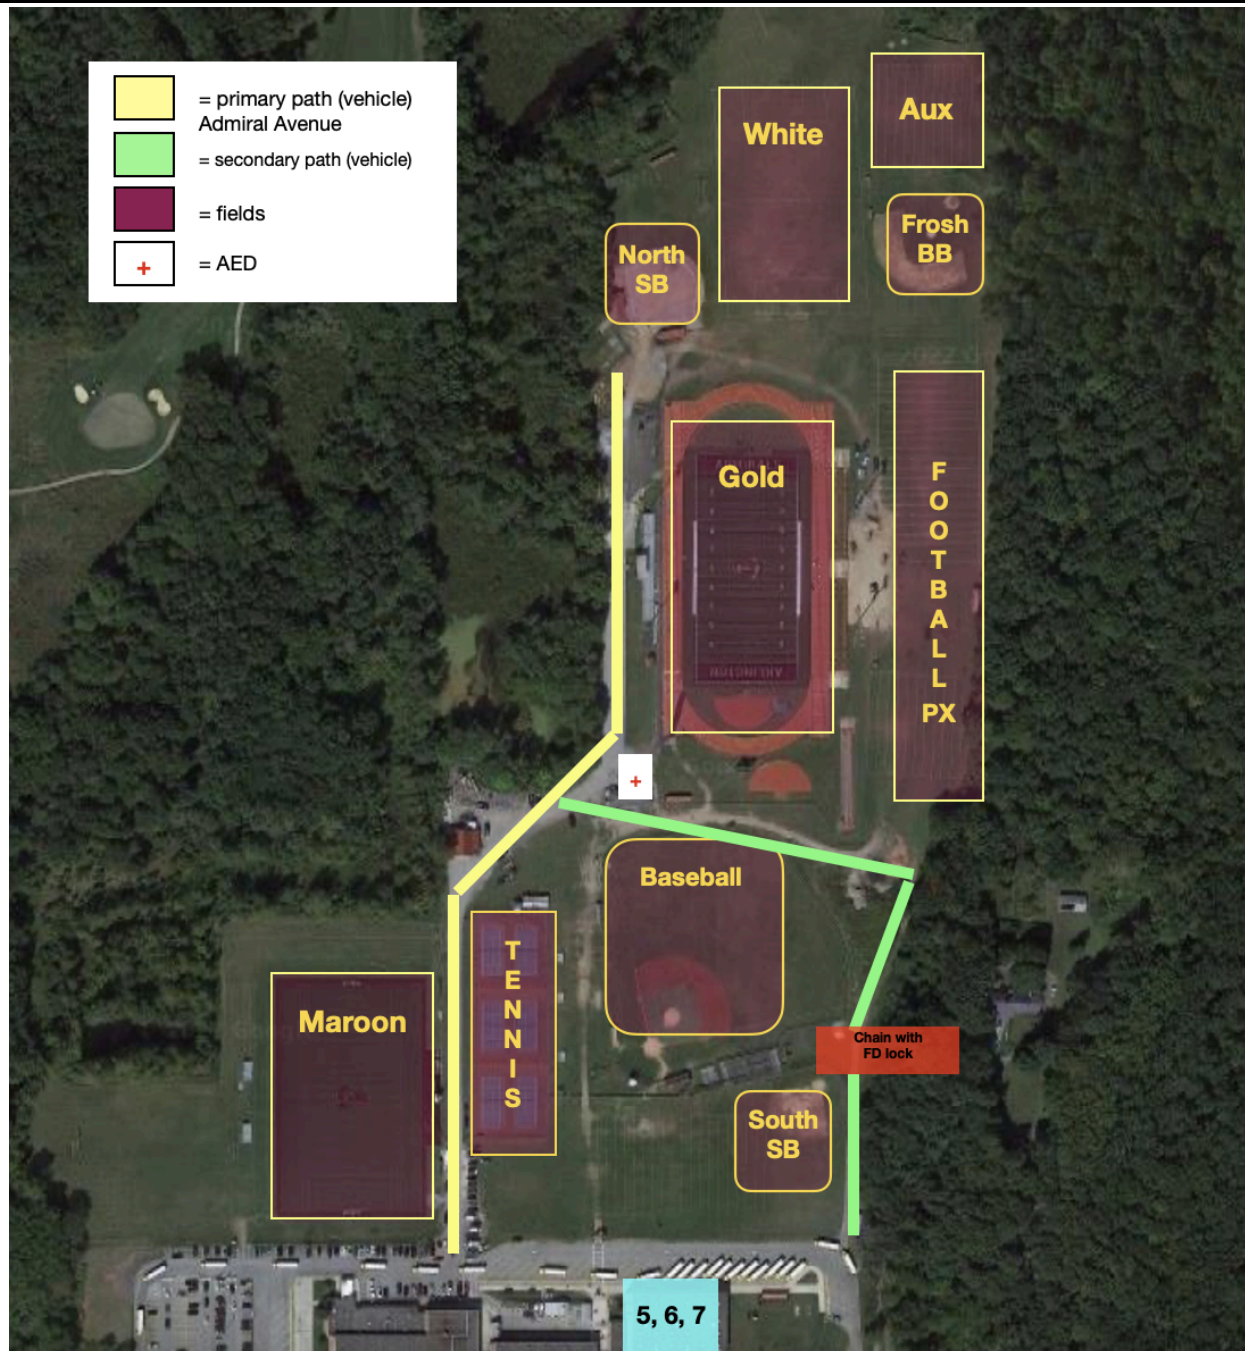 = primary path (vehicle)
Admiral Avenue
= secondary path (vehicle)
= fields
+
= AED
Aux
White
Frosh
BB
North
SB
Gold
F
O
O
T
B
A
L
L
PX
ARLINGTON
+
Baseball
T
E
N
N
I
S
Maroon
Chain with
FD lock
South
SB
5, 6, 7